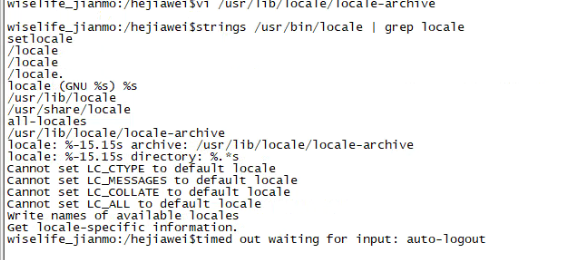 wiselife_jianmo:/hejiawei$vi /usr/lib/locale/locale-archive
wiselife_jianmo:/hejiawei$strings /usr/bin/locale | grep locale
setlocale
/locale
/locale
/locale.
locale (GNU %s) %s
/usr/lib/locale
/usr/share/locale
all-locales
/usr/lib/locale/locale-archive
locale: %-15.15s archive: /usr/lib/locale/locale-archive
locale: %-15.15s directory: %.*s
Cannot set LC_CTYPE to default locale
Cannot set LC_MESSAGES to default locale
Cannot set LC_COLLATE to default locale
Cannot set LC_ALL to default locale
Write names of available locales
Get locale-specific information.
wiselife_jianmo:/hejiawei$timed out waiting for input: auto-logout